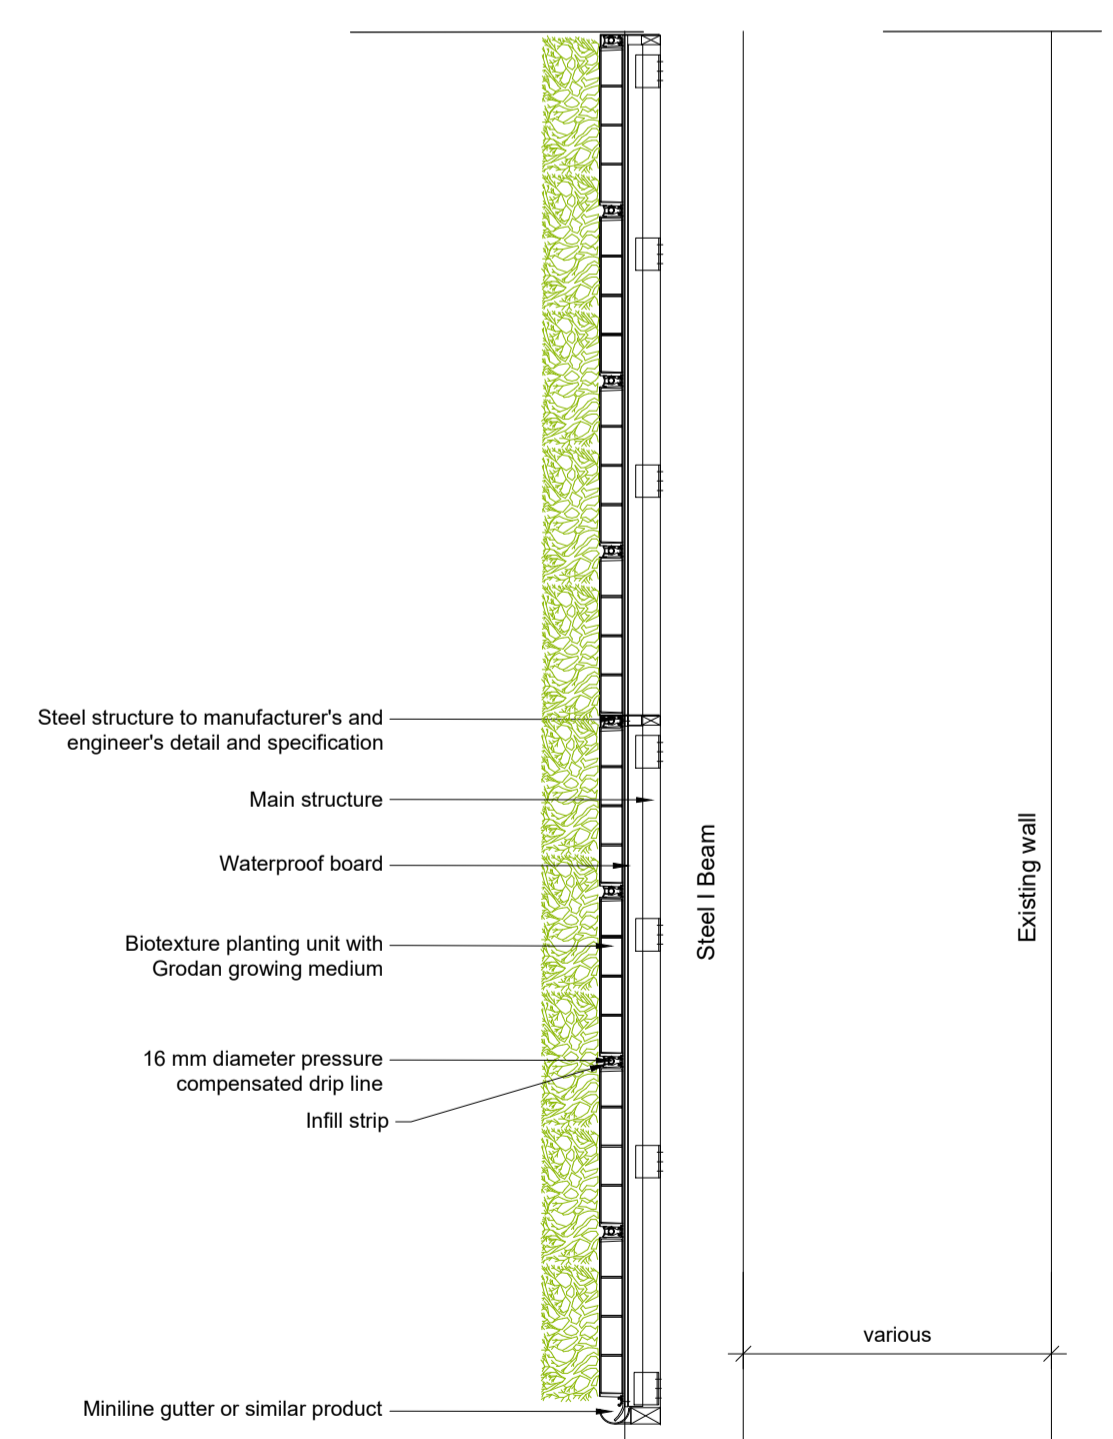 Steel structure to manufacturer's and
engineer's detail and specification
Main structure
Waterproof board
Biotexture planting unit with
Grodan growing medium
16 mm diameter pressure
compensated drip line
Infill strip
Miniline gutter or similar product
Steel I Beam
Existing wall
various